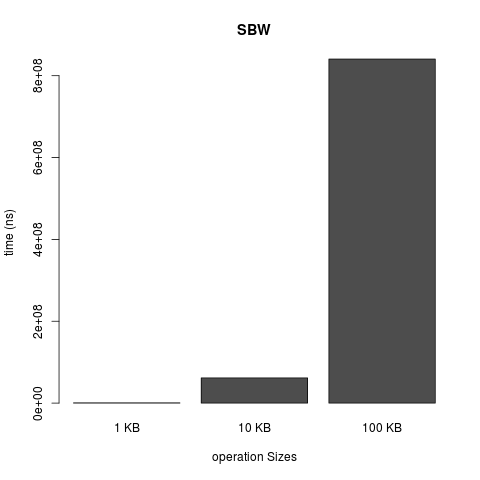 SBW
8e+08
6e+08
4e+08
2e+08
0e+00
time (ns)
1 KB
10 KB
100 KB
operation Sizes